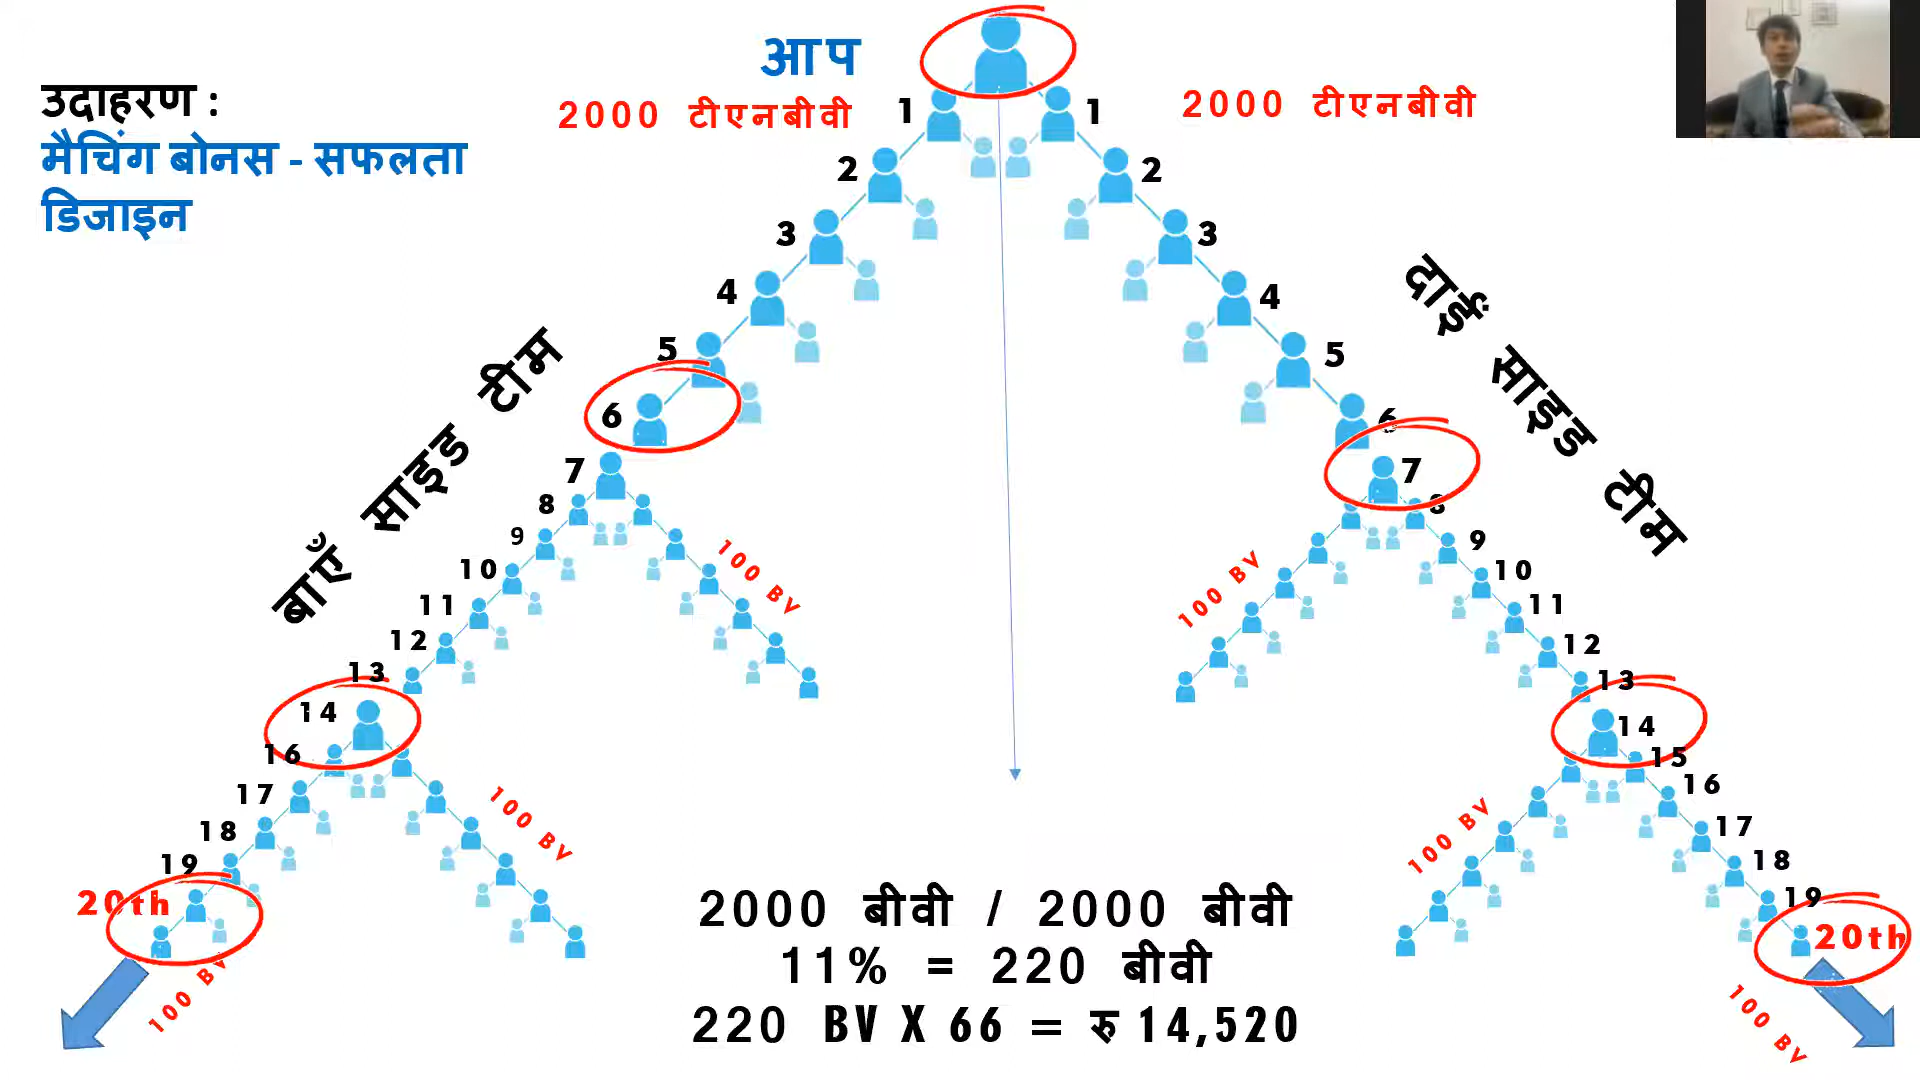 उदाहरण :
मैचिंग बोनस - सफलता
डिजाइन
आप
2000 टीएनबीवी
2000 टीएनबीवी
1
1
2
2
3
3
4
4
5
5
6
6
7
7
8
8
9
9
10
10
11
11
12
12
13
13
14
14
15
16
16
17
17
18
18
19
19
20th
20th
बाएँ साइड टीम
दाईं साइड टीम
100 BV
100 BV
100 BV
100 BV
100 BV
100 BV
2000 बीवी / 2000 बीवी
11% = 220 बीवी
220 BV X 66 = रु 14,520